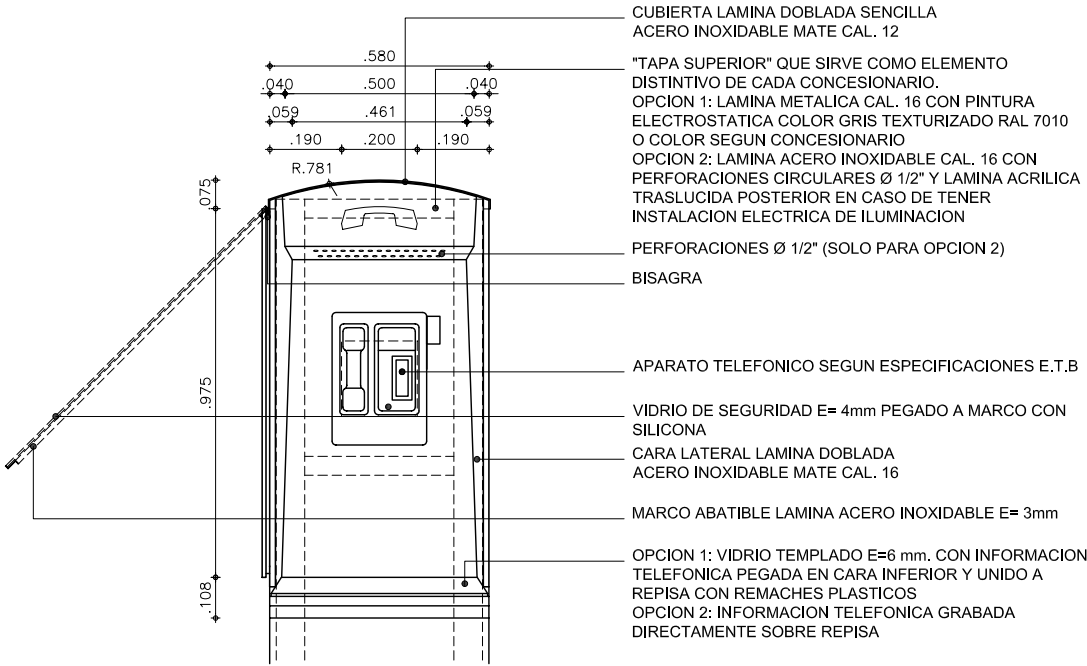 CUBIERTA LAMINA DOBLADA SENCILLA
ACERO INOXIDABLE MATE CAL. 12
"TAPA SUPERIOR" QUE SIRVE COMO ELEMENTO
DISTINTIVO DE CADA CONCESIONARIO.
OPCION 1: LAMINA METALICA CAL. 16 CON PINTURA
ELECTROSTATICA COLOR GRIS TEXTURIZADO RAL 7010
O COLOR SEGUN CONCESIONARIO
OPCION 2: LAMINA ACERO INOXIDABLE CAL. 16 CON
PERFORACIONES CIRCULARES Ø 1/2" Y LAMINA ACRILICA
TRASLUCIDA POSTERIOR EN CASO DE TENER
INSTALACION ELECTRICA DE ILUMINACION
PERFORACIONES Ø 1/2" (SOLO PARA OPCION 2)
BISAGRA
APARATO TELEFONICO SEGUN ESPECIFICACIONES E.T.B
VIDRIO DE SEGURIDAD E= 4mm PEGADO A MARCO CON
SILICONA
CARA LATERAL LAMINA DOBLADA
ACERO INOXIDABLE MATE CAL. 16
MARCO ABATIBLE LAMINA ACERO INOXIDABLE E= 3mm
OPCION 1: VIDRIO TEMPLADO E=6 mm. CON INFORMACION
TELEFONICA PEGADA EN CARA INFERIOR Y UNIDO A
REPISA CON REMACHES PLASTICOS
OPCION 2: INFORMACION TELEFONICA GRABADA
DIRECTAMENTE SOBRE REPISA
.580
.040 .500 .040
.059 .461 .059
.190 .200 .190
R.781
.075
.975
.108